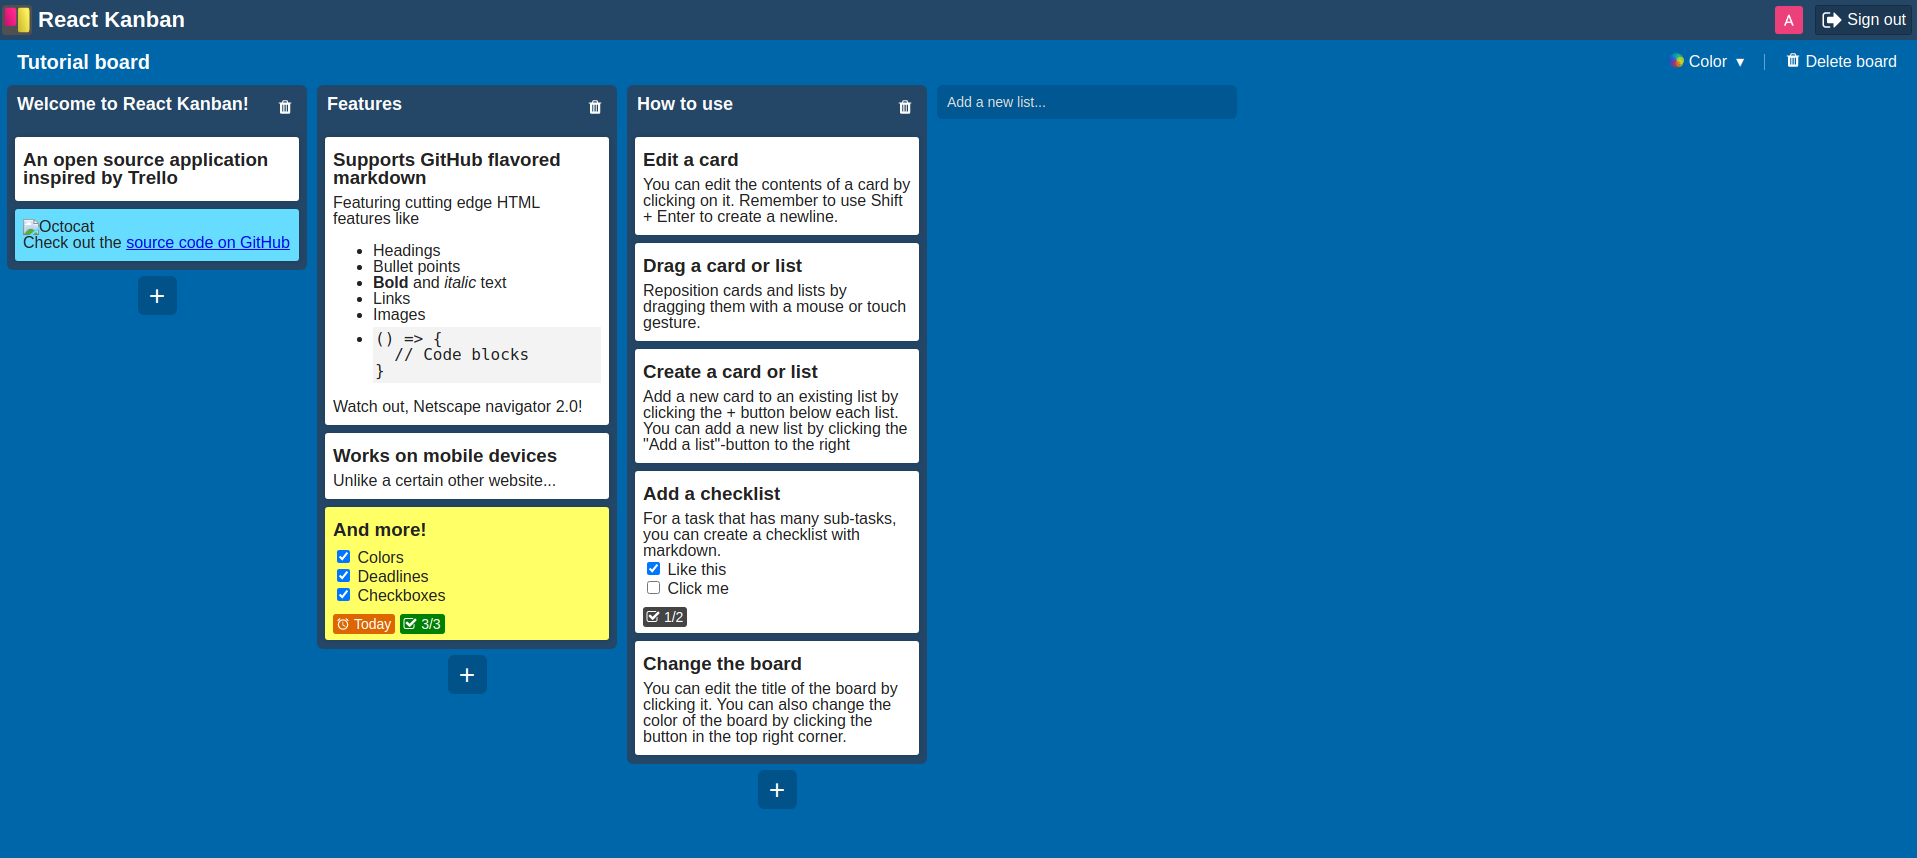 React Kanban
A
Sign out
Tutorial board
Color ▼
Delete board
Welcome to React Kanban!
An open source application
inspired by Trello
Octocat
Check out the source code on GitHub
+
Features
Supports GitHub flavored
markdown
Featuring cutting edge HTML
features like
Headings
Bullet points
Bold and italic text
Links
Images
() => {
  // Code blocks
}
Watch out, Netscape navigator 2.0!
Works on mobile devices
Unlike a certain other website...
And more!
Colors
Deadlines
Checkboxes
Today 3/3
+
How to use
Edit a card
You can edit the contents of a card by
clicking on it. Remember to use Shift
+ Enter to create a newline.
Drag a card or list
Reposition cards and lists by
dragging them with a mouse or touch
gesture.
Create a card or list
Add a new card to an existing list by
clicking the + button below each list.
You can add a new list by clicking the
"Add a list"-button to the right
Add a checklist
For a task that has many sub-tasks,
you can create a checklist with
markdown.
Like this
Click me
1/2
Change the board
You can edit the title of the board by
clicking it. You can also change the
color of the board by clicking the
button in the top right corner.
+
Add a new list...